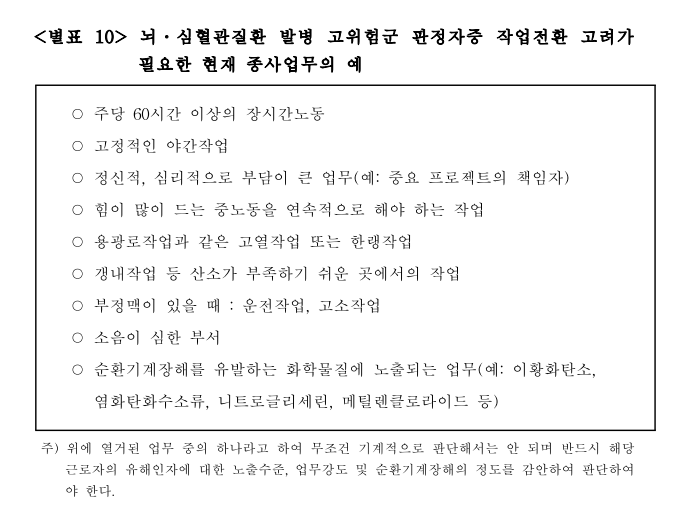 <별표 10> 뇌·심혈관질환 발병 고위험군 판정자중 작업전환 고려가
필요한 현재 종사업무의 예
○ 주당 60시간 이상의 장시간노동
○ 고정적인 야간작업
○ 정신적, 심리적으로 부담이 큰 업무(예: 중요 프로젝트의 책임자)
○ 힘이 많이 드는 중노동을 연속적으로 해야 하는 작업
○ 용광로작업과 같은 고열작업 또는 한랭작업
○ 갱내작업 등 산소가 부족하기 쉬운 곳에서의 작업
○ 부정맥이 있을 때 : 운전작업, 고소작업
○ 소음이 심한 부서
○ 순환기계장해를 유발하는 화학물질에 노출되는 업무(예: 이황화탄소,
염화탄화수소류, 니트로글리세린, 메틸렌클로라이드 등)
주) 위에 열거된 업무 중의 하나라고 하여 무조건 기계적으로 판단해서는 안 되며 반드시 해당
근로자의 유해인자에 대한 노출수준, 업무강도 및 순환기계장해의 정도를 감안하여 판단하여
야 한다.